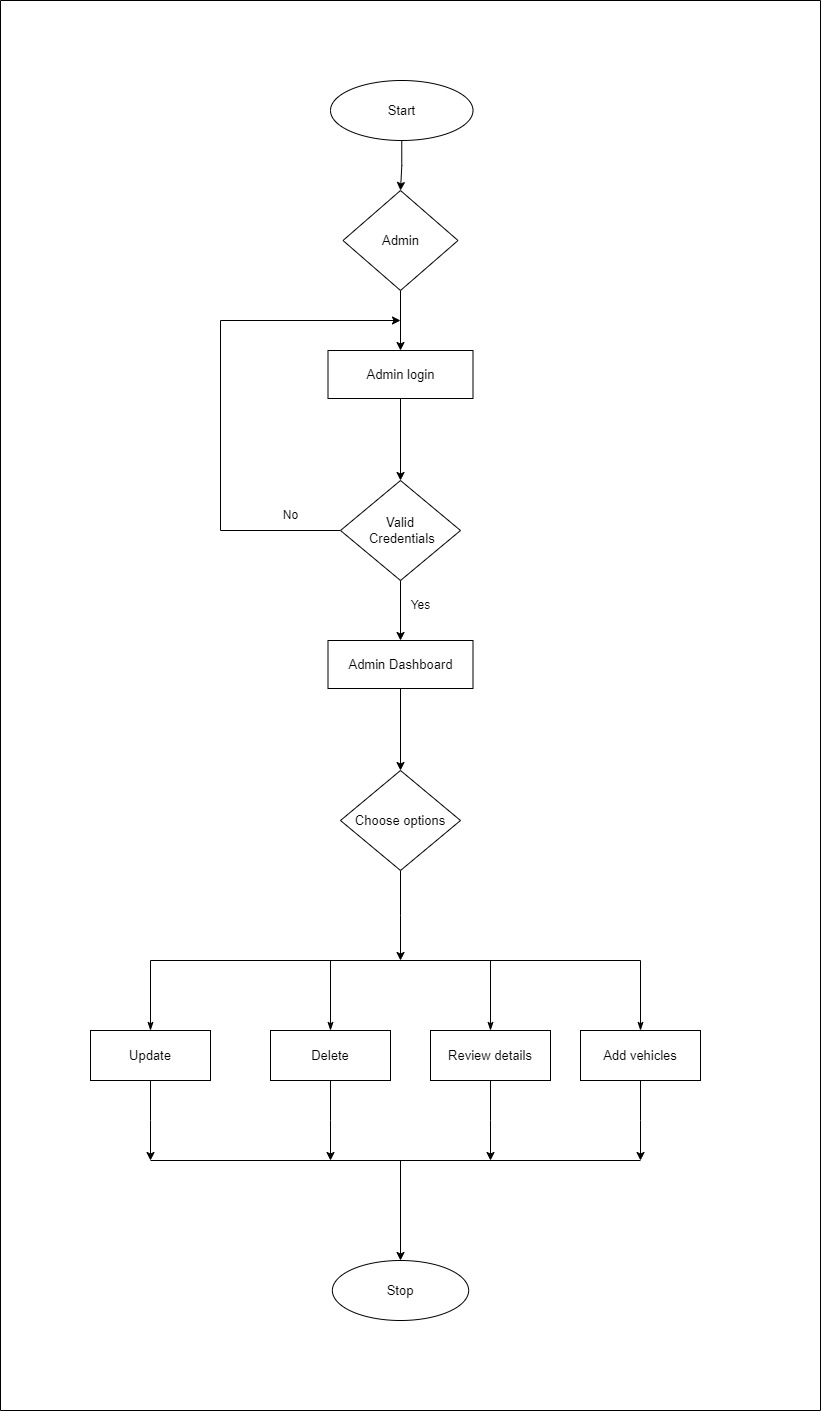 Start
Admin
Admin login
No
Valid
Credentials
Yes
Admin Dashboard
Choose options
Update
Delete
Review details
Add vehicles
Stop